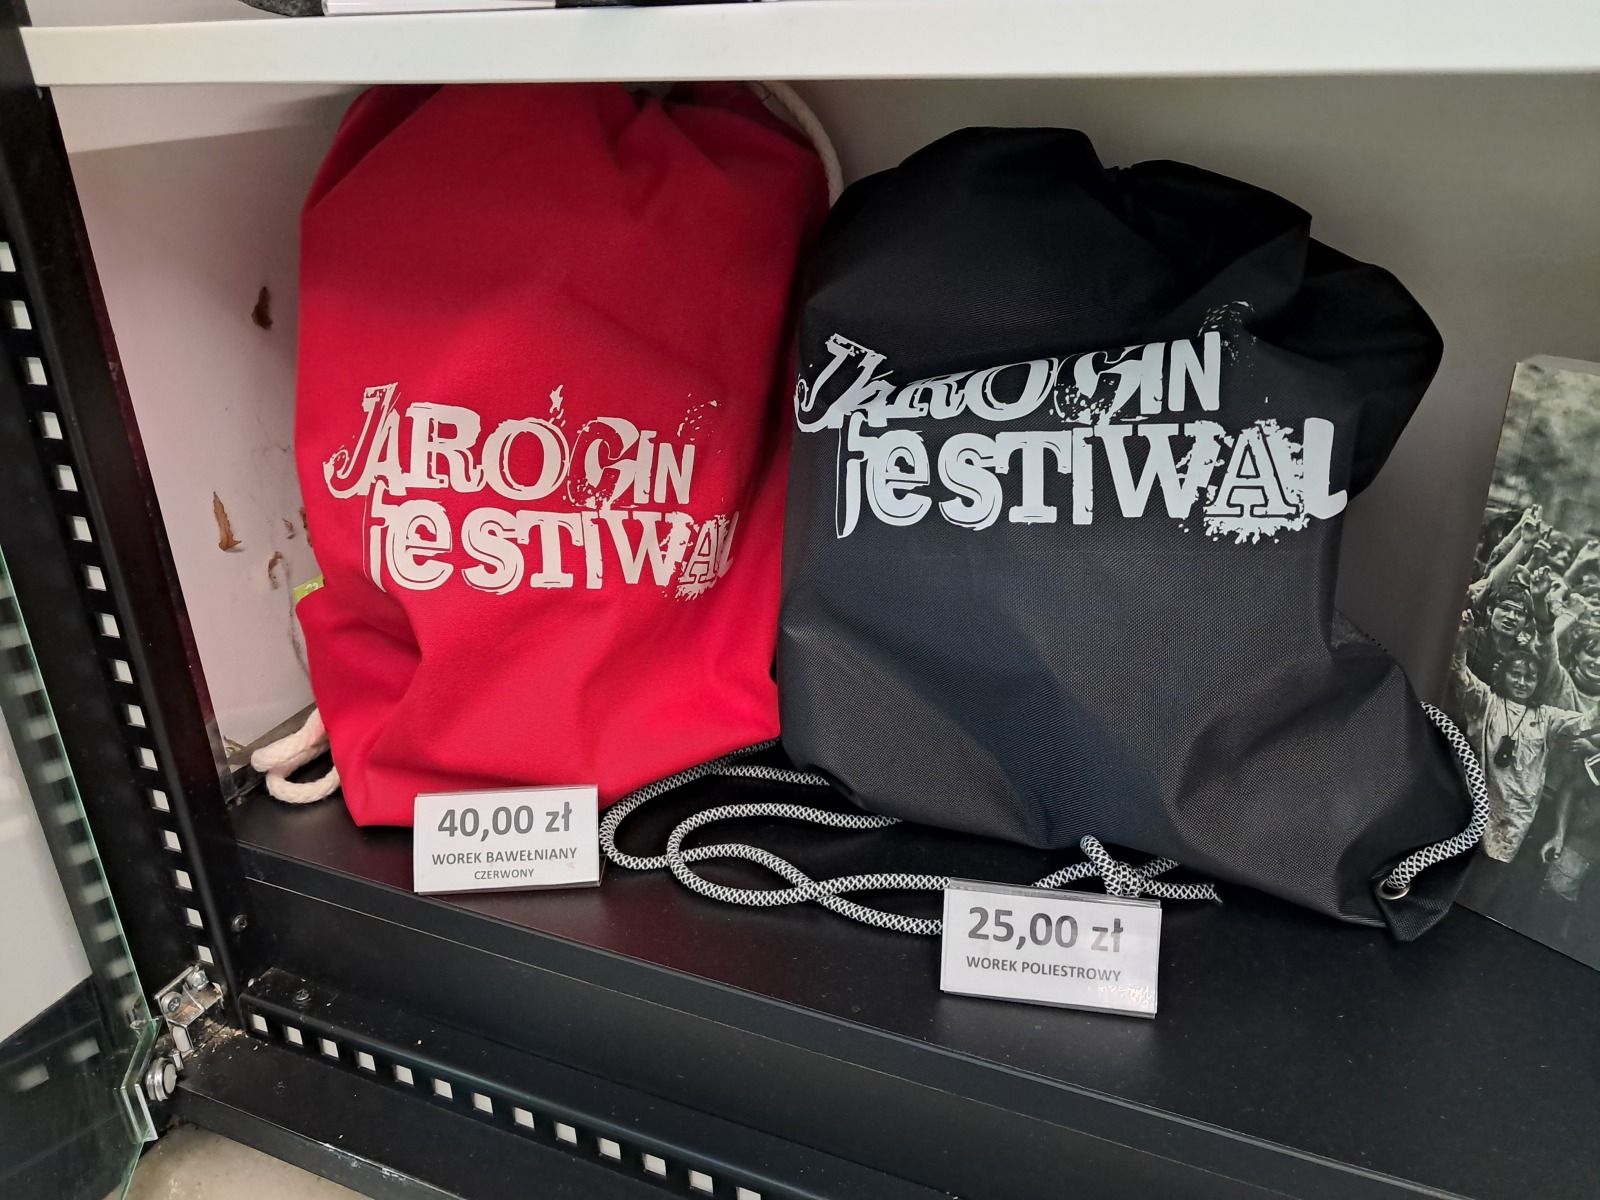 JAROCIN
FESTIWAL
JAROCIN
FESTIWAL
40,00 zł
WOREK BAWEŁNIANY
CZERWONY
25,00 zł
WOREK POLIESTROWY